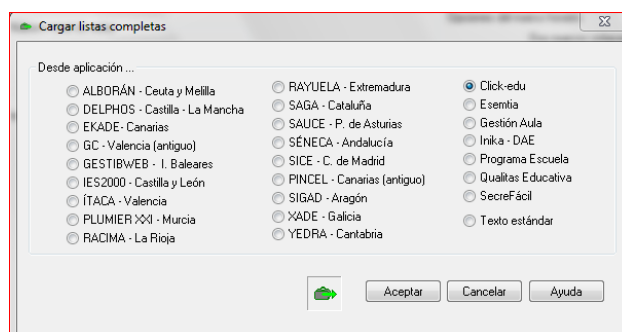 Cargar listas completas
Desde aplicación ...
ALBORÁN - Ceuta y Melilla
DELPHOS - Castilla - La Mancha
EKADE- Canarias
GC - Valencia (antiguo)
GESTIBWEB - I. Baleares
IES2000 - Castilla y León
ÍTACA - Valencia
PLUMIER XXI - Murcia
RACIMA - La Rioja
RAYUELA - Extremadura
SAGA - Cataluña
SAUCE - P. de Asturias
SÉNECA - Andalucía
SICE - C. de Madrid
PINCEL - Canarias (antiguo)
SIGAD - Aragón
XADE - Galicia
YEDRA - Cantabria
Click-edu
Esemtia
Gestión Aula
Inika - DAE
Programa Escuela
Qualitas Educativa
SecreFácil
Texto estándar
Aceptar
Cancelar
Ayuda